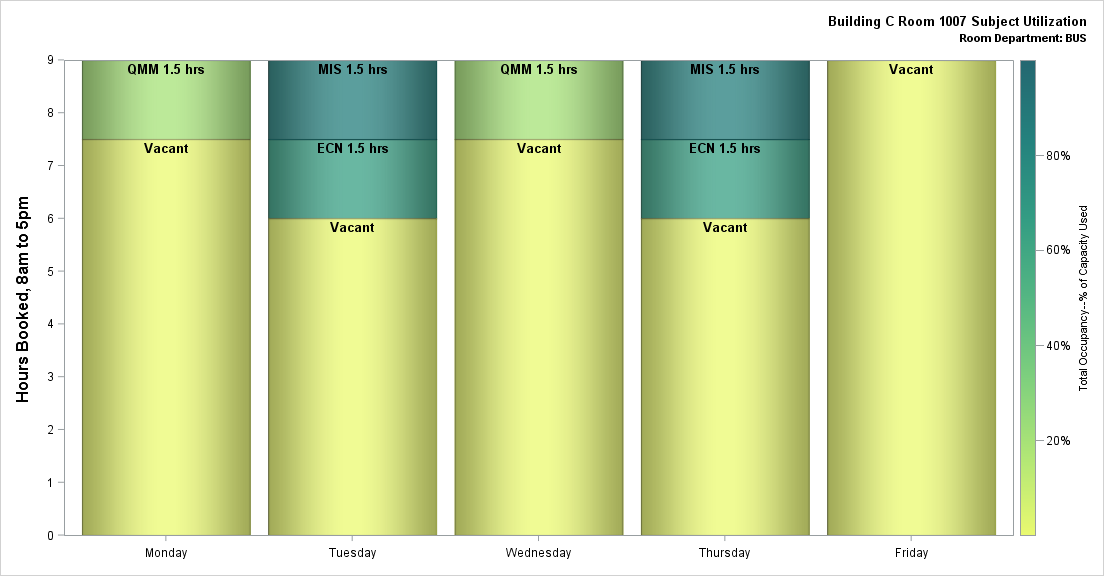 Building C Room 1007 Subject Utilization
Room Department: BUS
Hours Booked, 8am to 5pm
9
8
7
6
5
4
3
2
1
0
QMM 1.5 hrs
Vacant
MIS 1.5 hrs
ECN 1.5 hrs
Vacant
QMM 1.5 hrs
Vacant
MIS 1.5 hrs
ECN 1.5 hrs
Vacant
Vacant
Monday
Tuesday
Wednesday
Thursday
Friday
80%
60%
40%
20%
Total Occupancy--% of Capacity Used